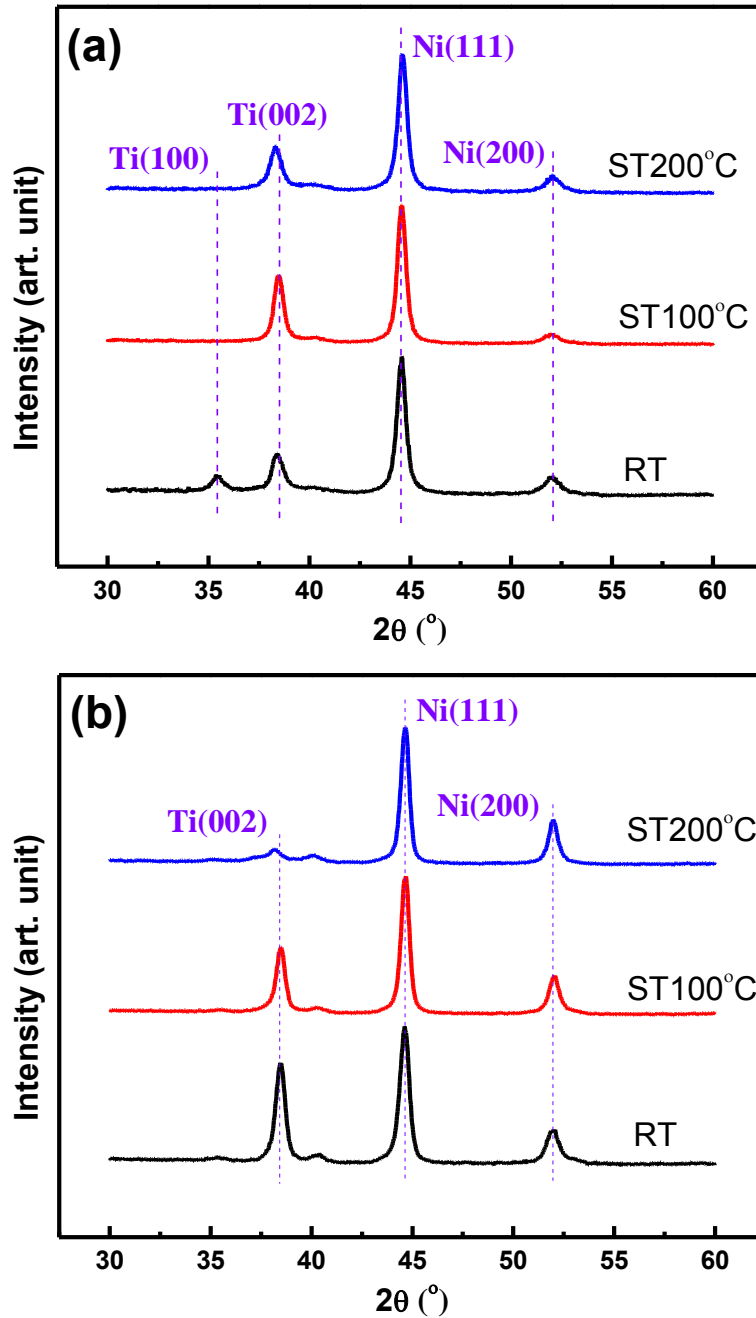 (a)
Ni(111)
Ti(002)
Ti(100)
Ni(200)
ST200°C
ST100°C
RT
Intensity (art. unit)
30 35 40 45 50 55 60
2θ (°)
(b)
Ni(111)
Ti(002)
Ni(200)
ST200°C
ST100°C
RT
Intensity (art. unit)
30 35 40 45 50 55 60
2θ (°)